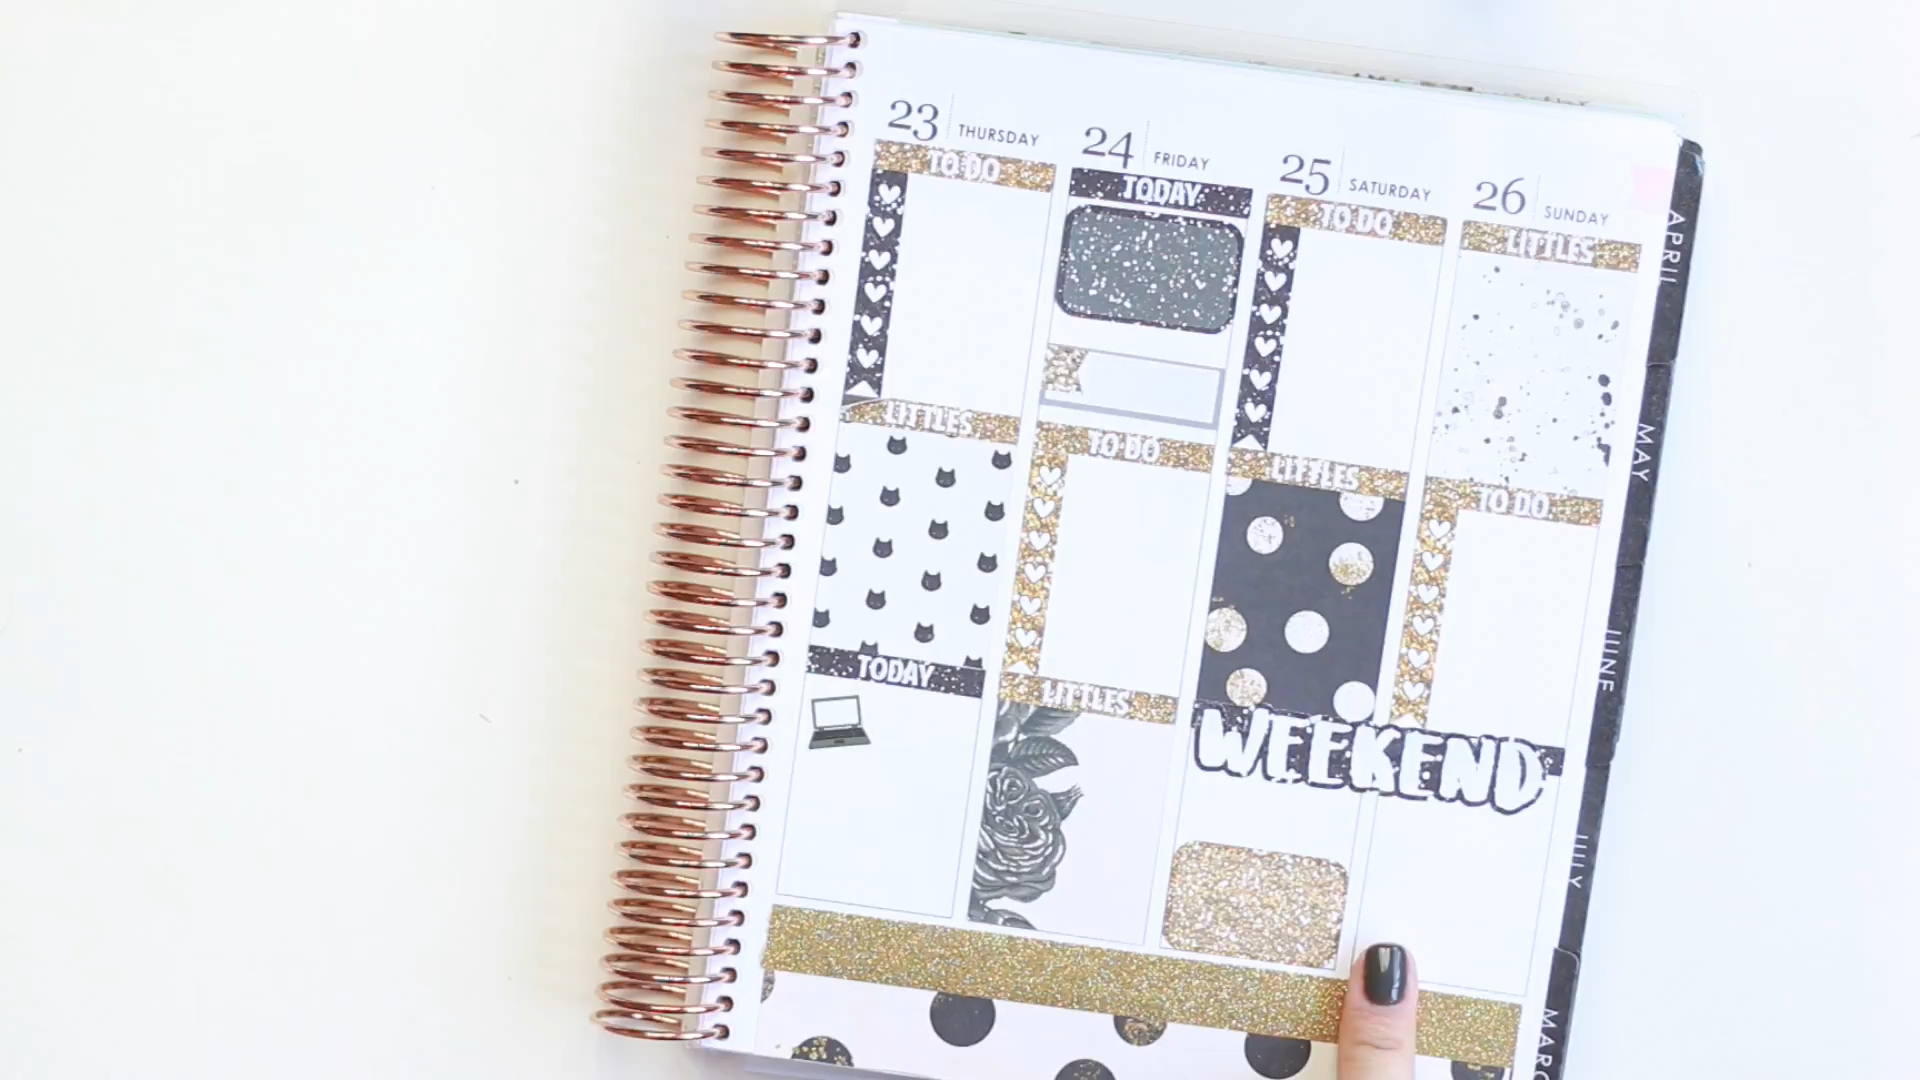 23 THURSDAY
TO DO
LITTLES
TODAY
24 FRIDAY
TODAY
TO DO
LITTLES
25 SATURDAY
TO DO
LITTLES
26 SUNDAY
LITTLES
TO DO
WEEKEND
APRIL
MAY
JUNE
JULY